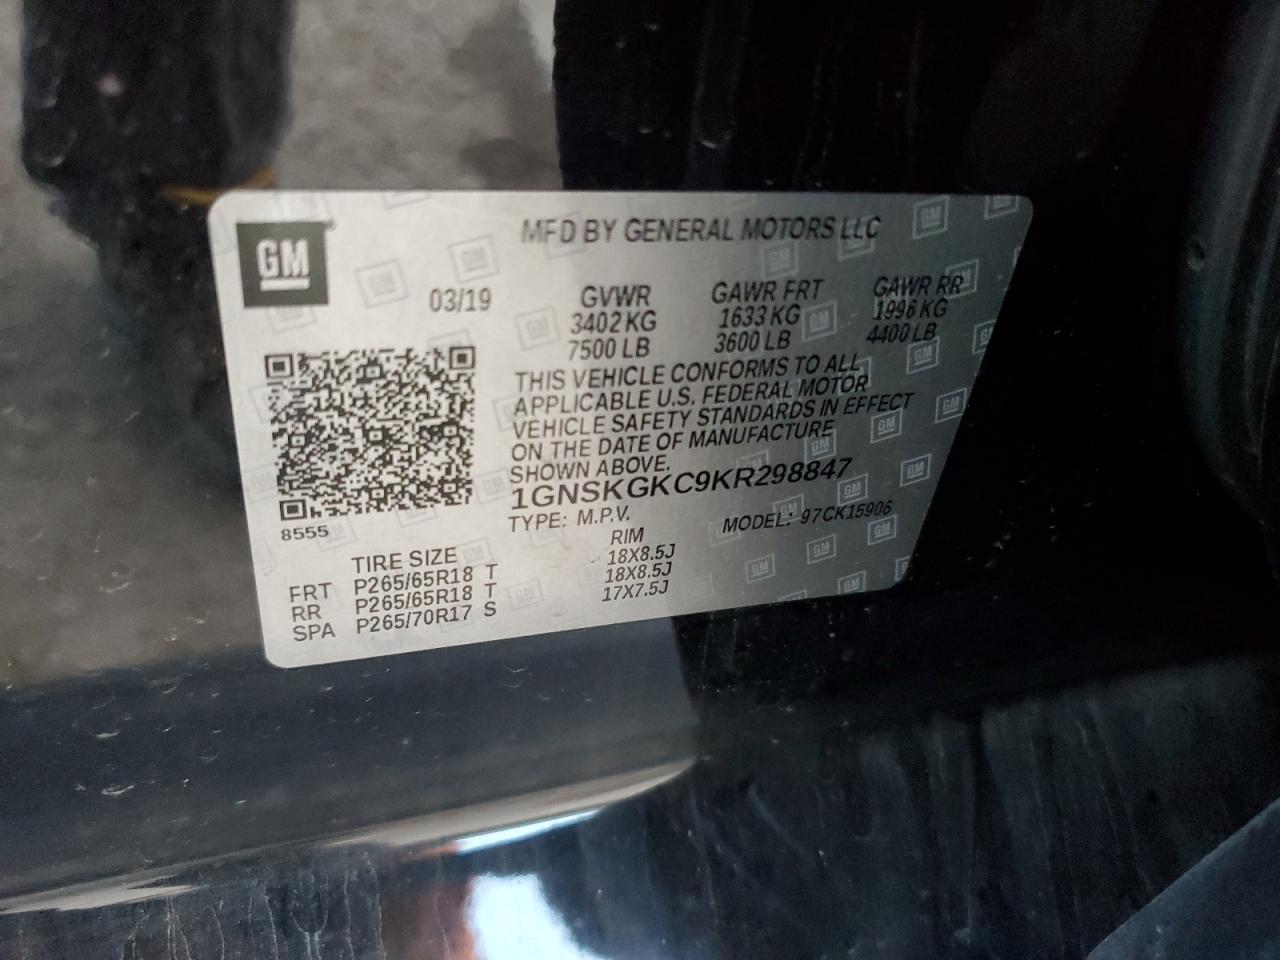 GM
MFD BY GENERAL MOTORS LLC
03/19
GVWR GAWR FRT GAWR RR
3402 KG 1633 KG 1996 KG
7500 LB 3600 LB 4400 LB
THIS VEHICLE CONFORMS TO ALL
APPLICABLE U.S. FEDERAL MOTOR
VEHICLE SAFETY STANDARDS IN EFFECT
ON THE DATE OF MANUFACTURE
SHOWN ABOVE.
1GNSKGKC9KR298847
8555
TYPE: M.P.V. MODEL: 97CK15906
TIRE SIZE RIM
FRT P265/65R18 T 18X8.5J
RR P265/65R18 T 18X8.5J
SPA P265/70R17 S 17X7.5J